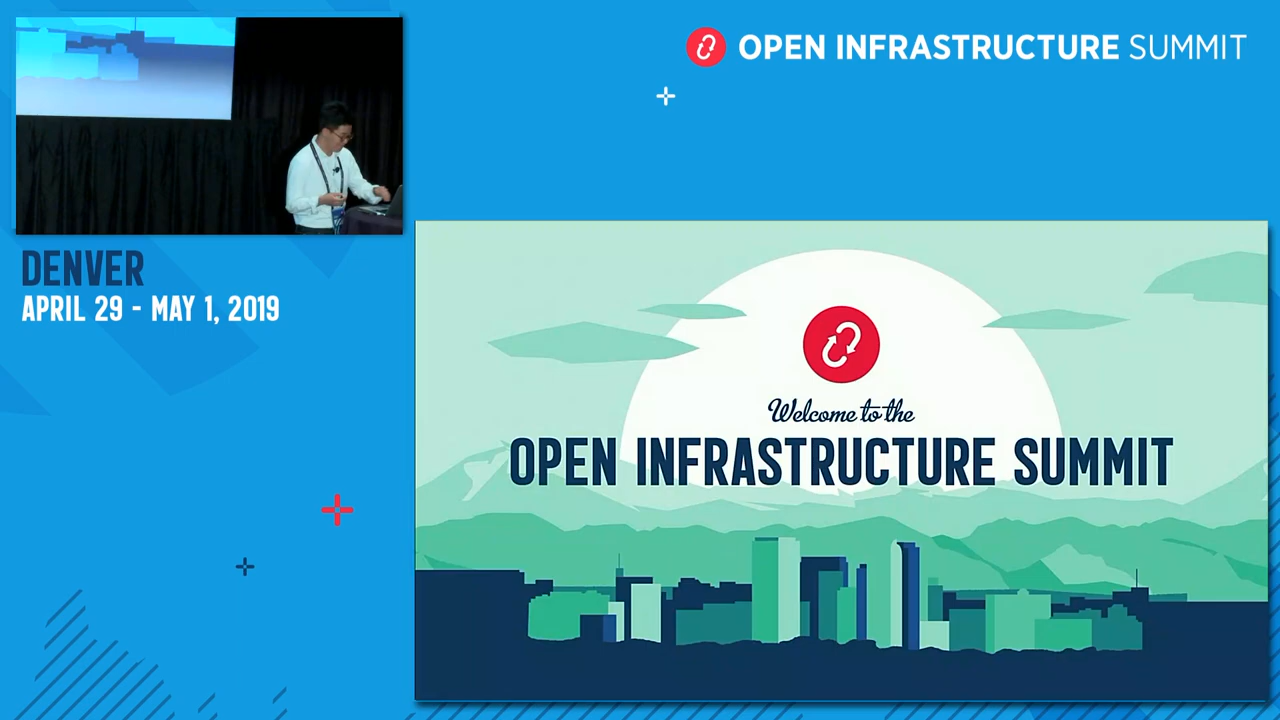 OPEN INFRASTRUCTURE SUMMIT
DENVER
APRIL 29 - MAY 1, 2019
Welcome to the
OPEN INFRASTRUCTURE SUMMIT